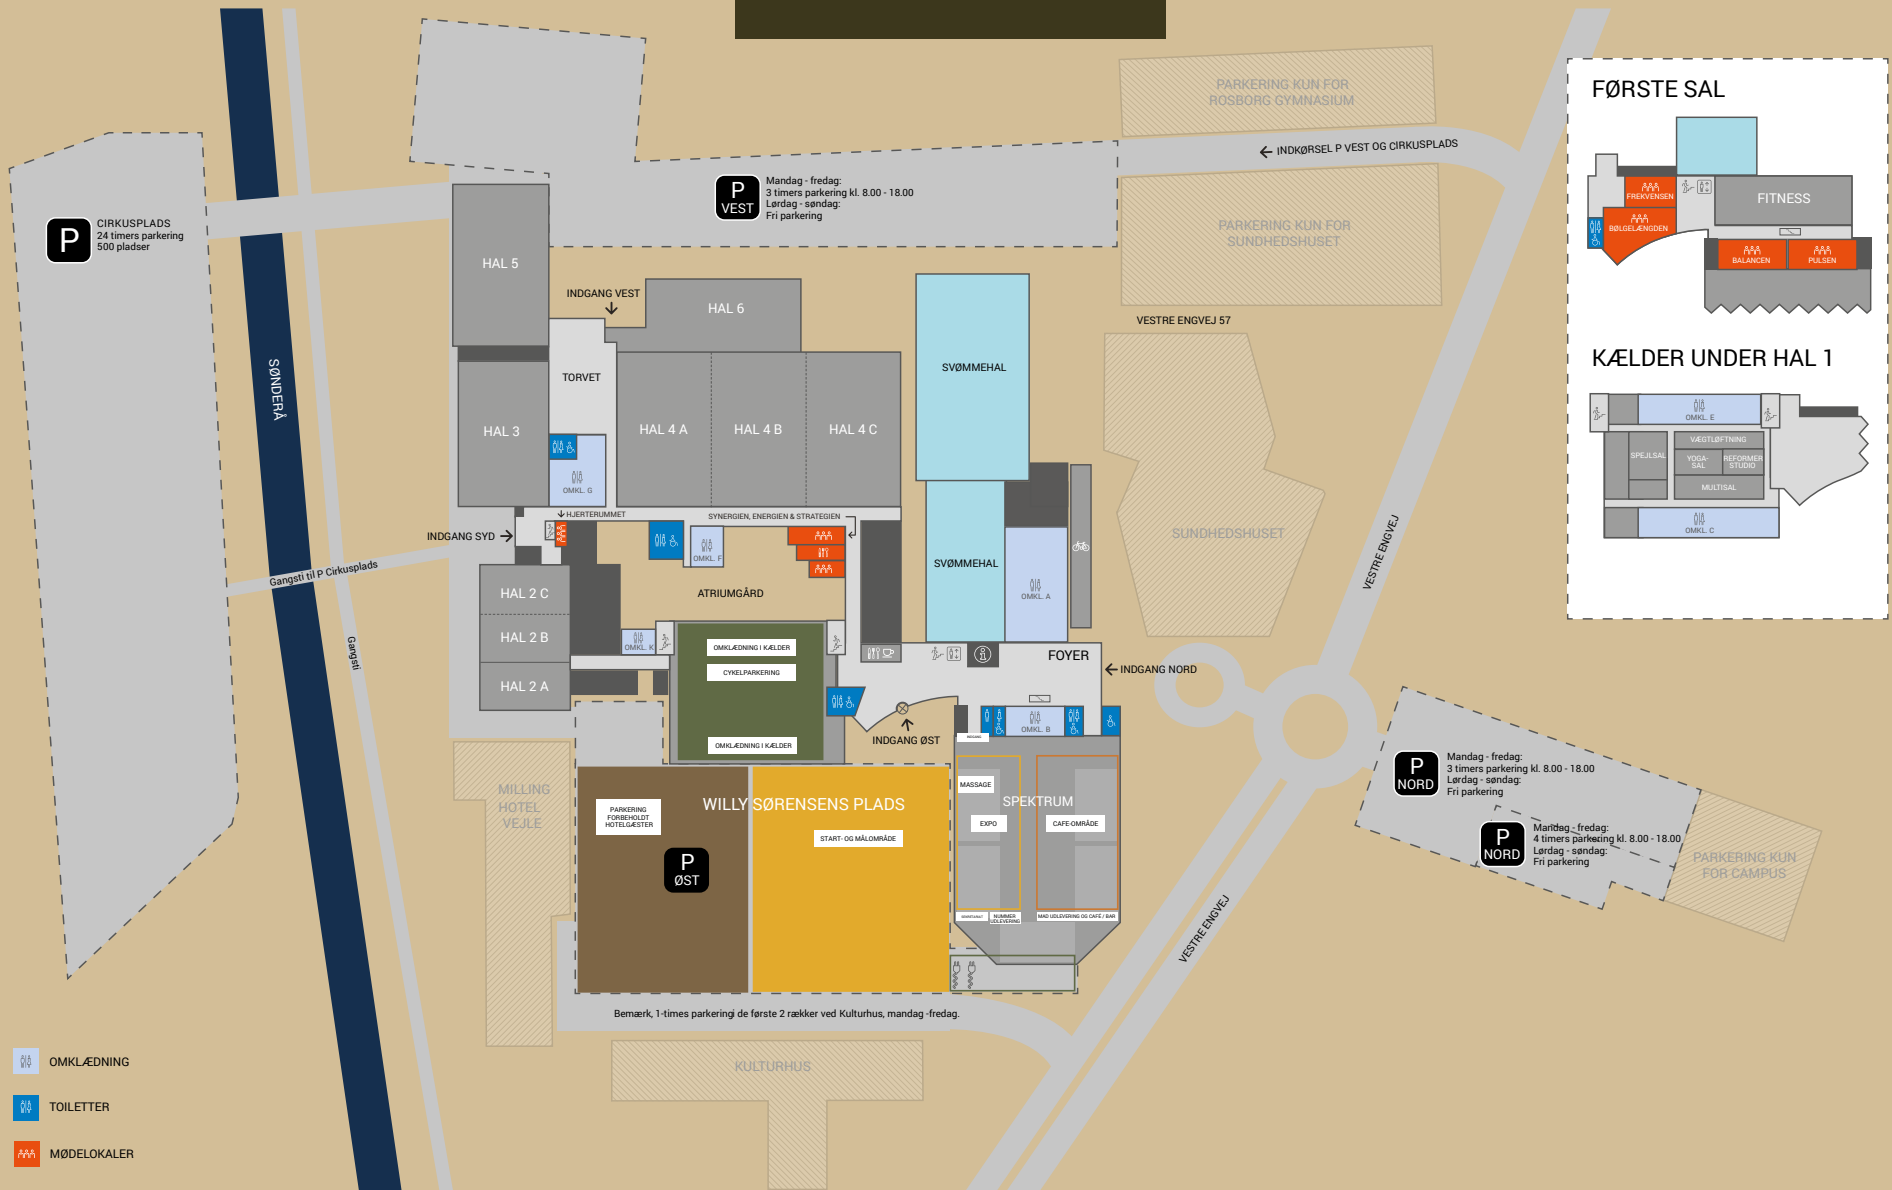 PARKERING KUN FOR
ROSBORG GYMNASIUM
INDKØRSEL P VEST OG CIRKUSPLADS
P
VEST
Mandag - fredag:
3 timers parkering kl. 8.00 - 18.00
Lørdag - søndag:
Fri parkering
P
CIRKUSPLADS
24 timers parkering
500 pladser
PARKERING KUN FOR
SUNDHEDSHUSET
VESTRE ENGVEJ 57
SØNDERÅ
HAL 5
INDGANG VEST
HAL 6
TORVET
SVØMMEHAL
HAL 3
HAL 4 A
HAL 4 B
HAL 4 C
OMKL. G
HJERTERUMMET
SYNERGIEN, ENERGIEN & STRATEGIEN
INDGANG SYD
OMKL. F
SVØMMEHAL
OMKL. A
SUNDHEDSHUSET
VESTRE ENGVEJ
Gangsti til P Cirkusplads
Gangsti
HAL 2 C
HAL 2 B
HAL 2 A
ATRIUMGÅRD
OMKL. K
OMKLÆDNING I KÆLDER
CYKELPARKERING
OMKLÆDNING I KÆLDER
FOYER
INDGANG NORD
INDGANG ØST
OMKL. B
INDGANG
MASSAGE
SPEKTRUM
EXPO
CAFE-OMRÅDE
SEKRETARIAT
NUMMER
UDLEVERING
MAD UDLEVERING OG CAFÉ / BAR
MILLING
HOTEL
VEJLE
WILLY SØRENSENS PLADS
PARKERING
FORBEHOLDT
HOTELGÆSTER
START- OG MÅLOMRÅDE
P
ØST
P
NORD
Mandag - fredag:
3 timers parkering kl. 8.00 - 18.00
Lørdag - søndag:
Fri parkering
P
NORD
Mandag - fredag:
4 timers parkering kl. 8.00 - 18.00
Lørdag - søndag:
Fri parkering
PARKERING KUN
FOR CAMPUS
VESTRE ENGVEJ
Bemærk, 1-times parkering i de første 2 rækker ved Kulturhus, mandag -fredag.
KULTURHUS
OMKLÆDNING
TOILETTER
MØDELOKALER
FØRSTE SAL
FREKVENSEN
BØLGELÆNGDEN
FITNESS
BALANCEN
PULSEN
KÆLDER UNDER HAL 1
OMKL. E
SPEJLSAL
VÆGTLØFTNING
YOGA-
SAL
REFORMER
STUDIO
MULTISAL
OMKL. C